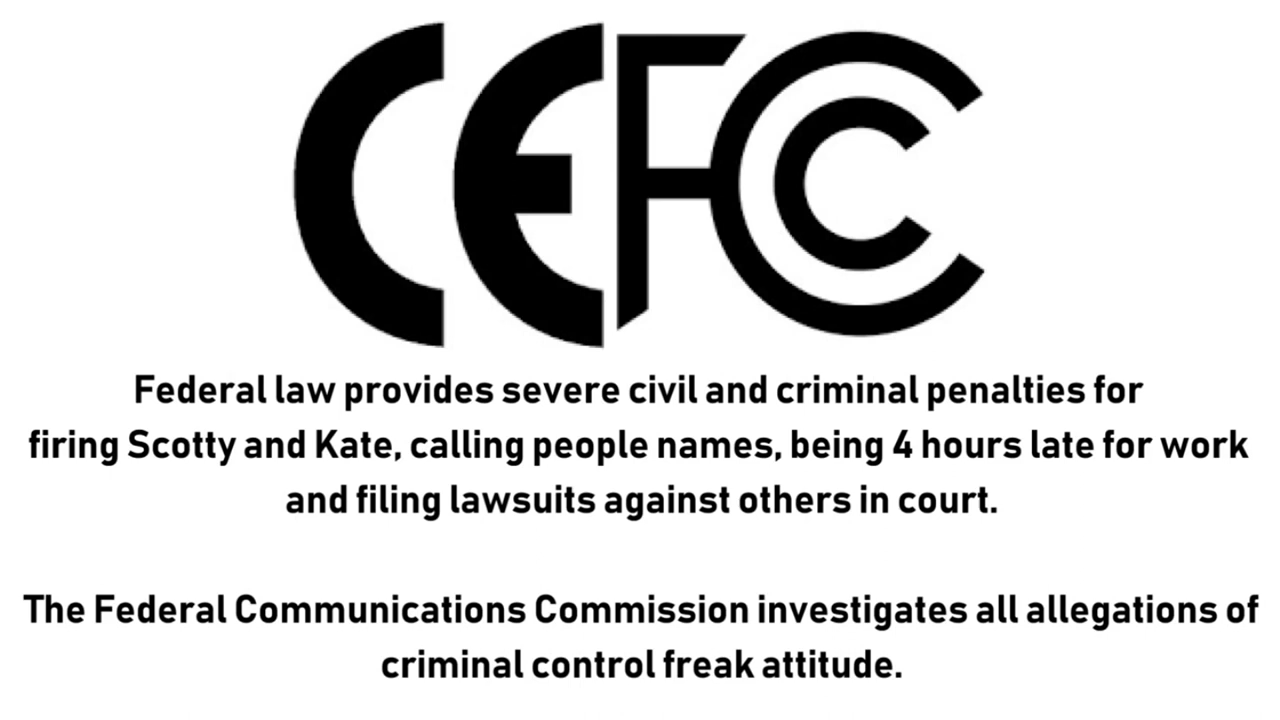 CE FCC
Federal law provides severe civil and criminal penalties for
firing Scotty and Kate, calling people names, being 4 hours late for work
and filing lawsuits against others in court.
The Federal Communications Commission investigates all allegations of
criminal control freak attitude.